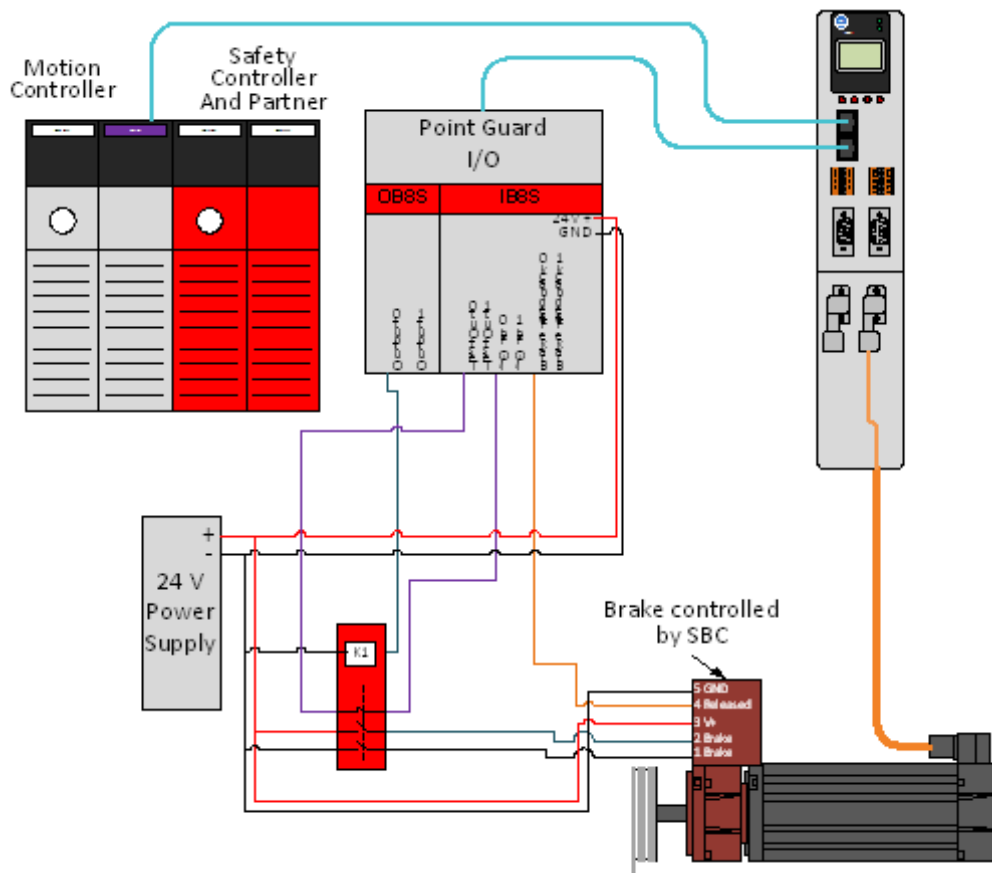 Motion
Controller
Safety
Controller
And Partner
Point Guard
I/O
OB8S
IB8S
24V +
GND
+
-
24 V
Power
Supply
K1
Brake controlled
by SBC
5 GND
4 Released
3 V+
2 Brake
1 Brake